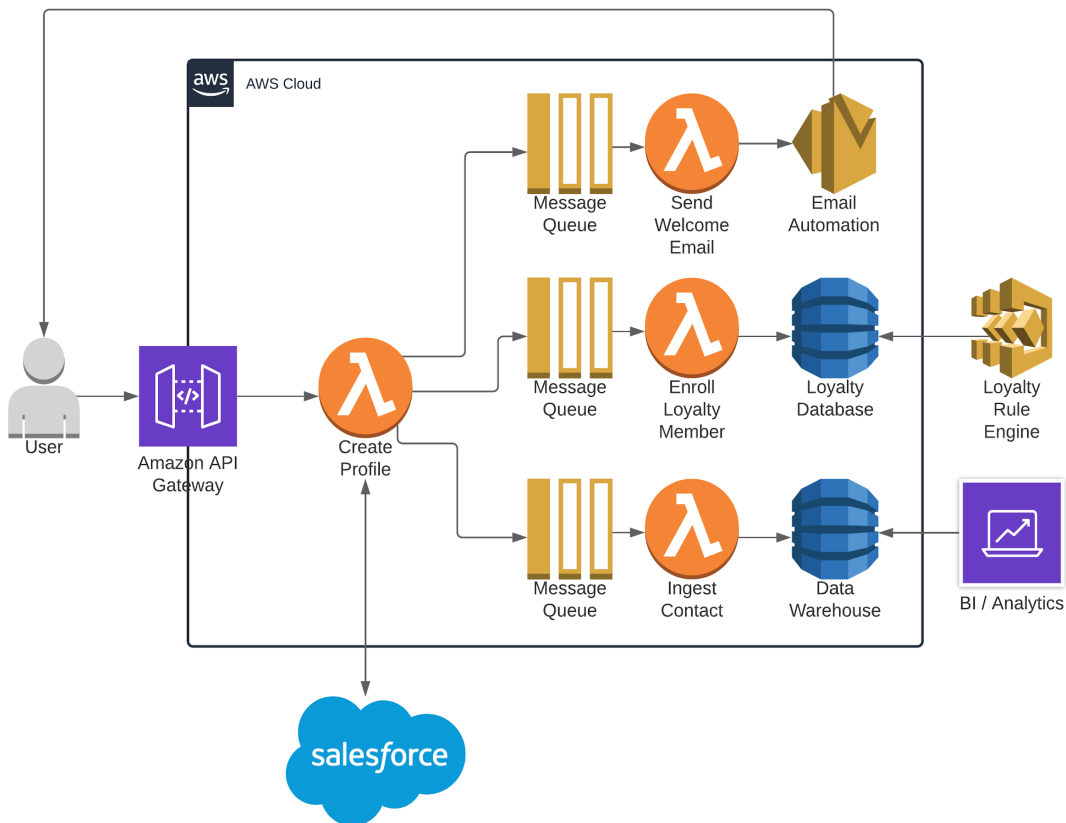 aws
AWS Cloud
Message
Queue
Send
Welcome
Email
Email
Automation
Message
Queue
Enroll
Loyalty
Member
Loyalty
Database
Loyalty
Rule
Engine
User
</>
Amazon API
Gateway
Create
Profile
Message
Queue
Ingest
Contact
Data
Warehouse
BI / Analytics
salesforce